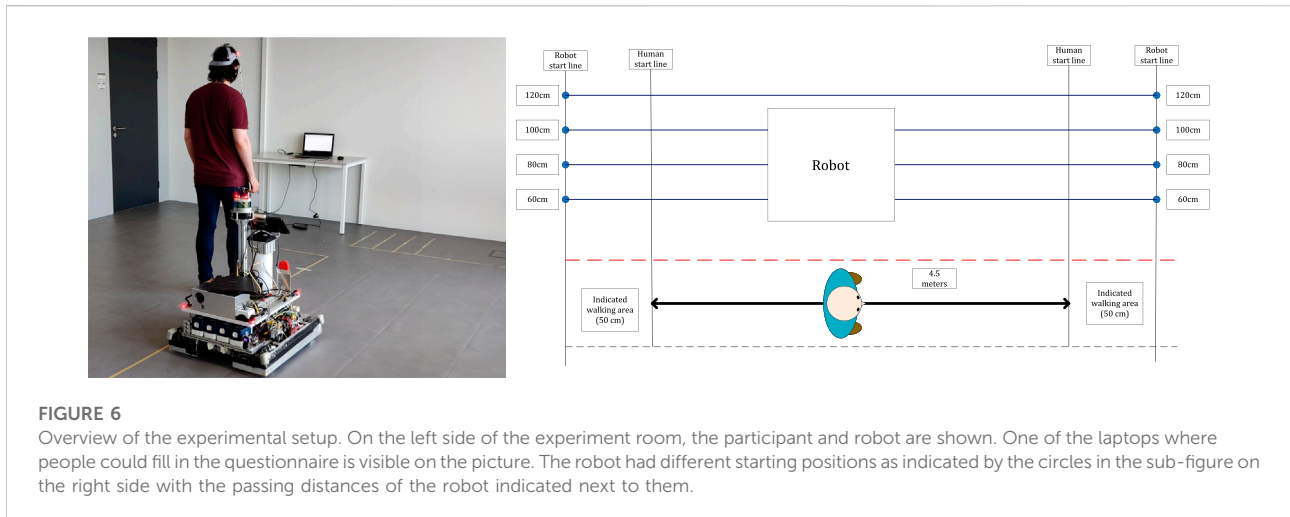 Robot
start line
Human
start line
Human
start line
Robot
start line
120cm
120cm
100cm
100cm
80cm
Robot
80cm
60cm
60cm
4.5
meters
Indicated
walking area
(50 cm)
Indicated
walking area
(50 cm)
FIGURE 6
Overview of the experimental setup. On the left side of the experiment room, the participant and robot are shown. One of the laptops where
people could fill in the questionnaire is visible on the picture. The robot had different starting positions as indicated by the circles in the sub-figure on
the right side with the passing distances of the robot indicated next to them.